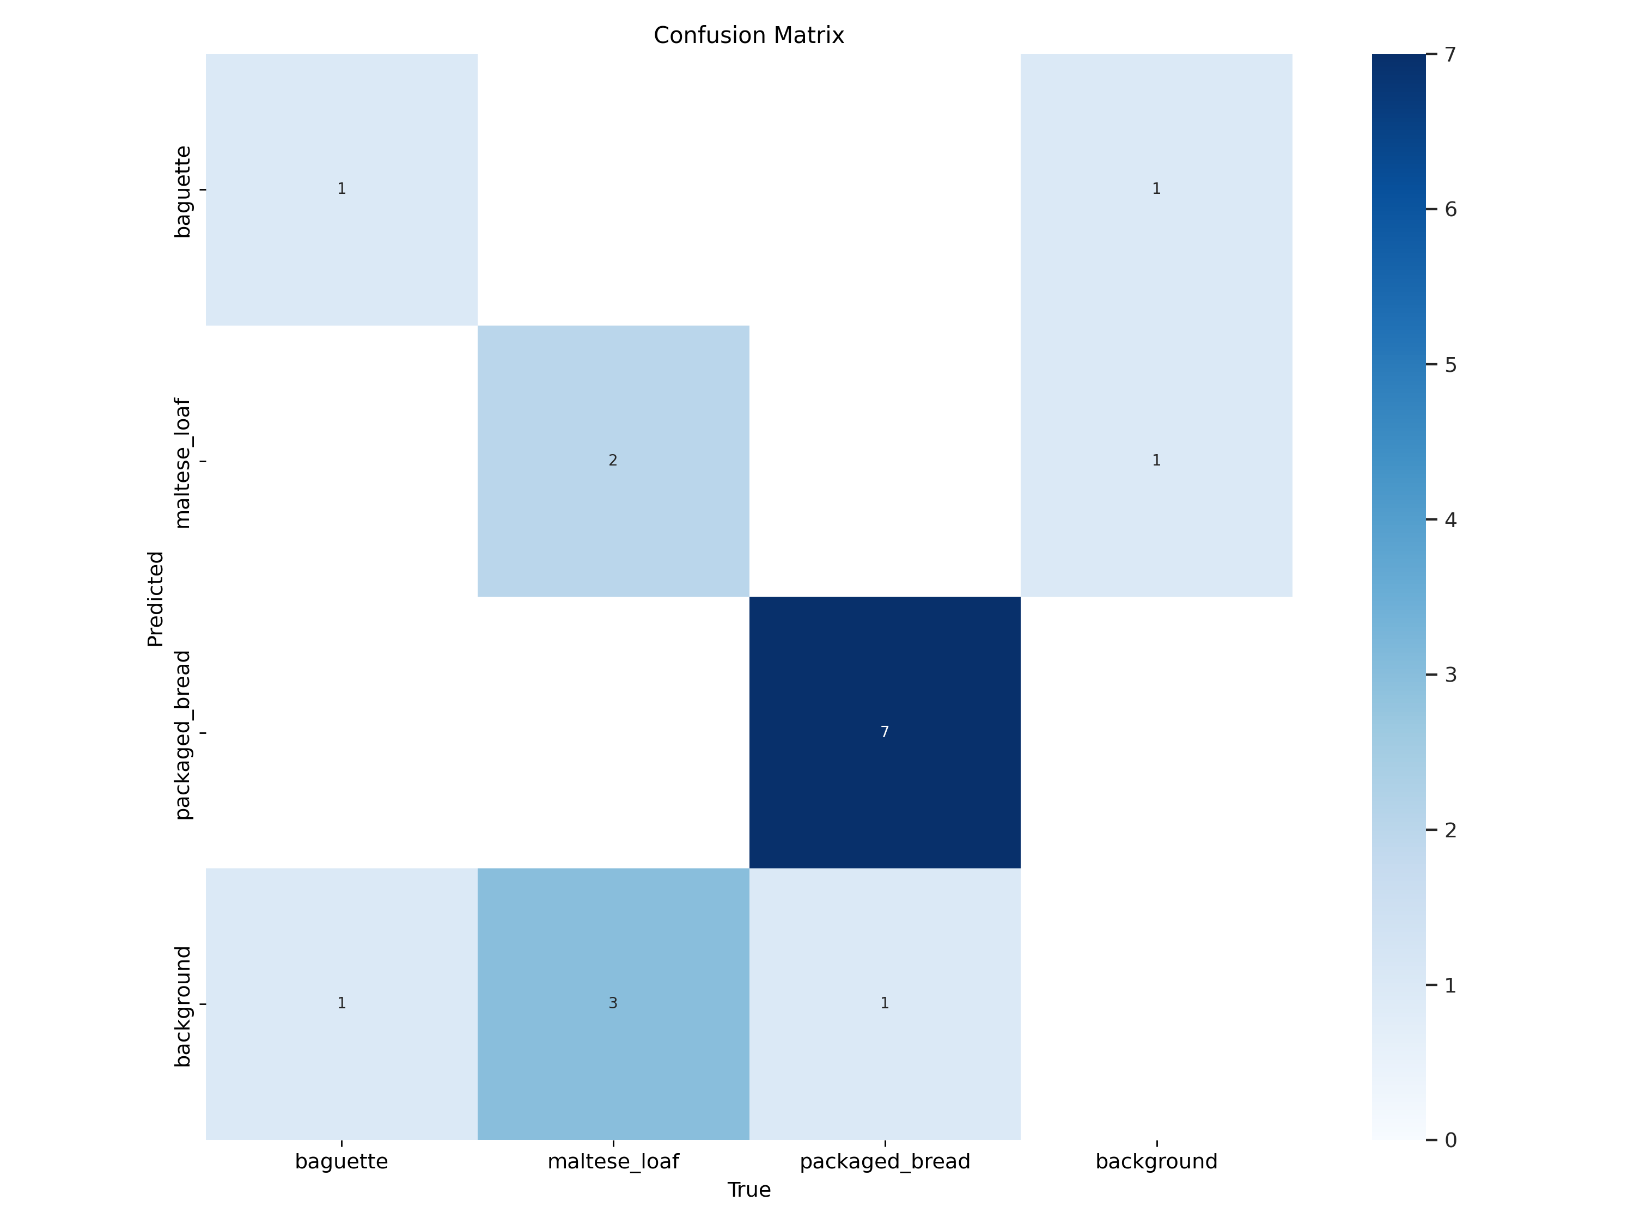 Confusion Matrix
7
baguette
1
1
6
5
maltese_loaf
2
1
4
Predicted
3
packaged_bread
7
2
background
1
3
1
1
0
baguette
maltese_loaf
packaged_bread
background
True